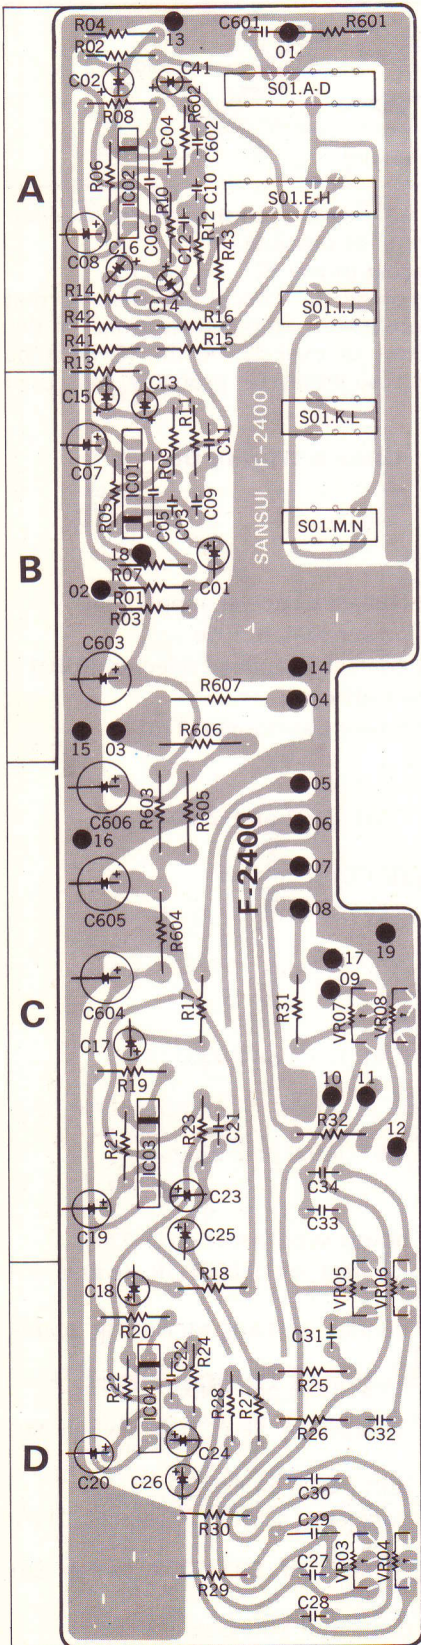 R04
13
C601
R601
R02
01
C02
C41
S01.A-D
R08
R602
C04
C602
A
R06
IC02
C10
S01.E-H
C06
R10
C12
R12
C08
C16
R43
R14
C14
S01.I.J
R42
R16
R41
R15
R13
C15
C13
R11
S01.K.L
C07
C11
IC01
R09
SANSUI F-2400
R05
C05
C03
C09
S01.M.N
18
B
R07
C01
02
R01
R03
C603
14
R607
04
15
03
R606
05
C606
R603
R605
06
16
F-2400
07
C605
08
R604
19
17
C
C604
09
R17
R31
VR07
VR08
C17
R19
10
11
R21
R23
C21
R32
12
IC03
C34
C23
C19
C33
C25
C18
R18
VR05
VR06
R20
C31
C22
R24
R22
R25
IC04
R28
R27
R26
C32
D
C24
C20
C26
C30
R30
C29
C27
VR03
VR04
R29
C28